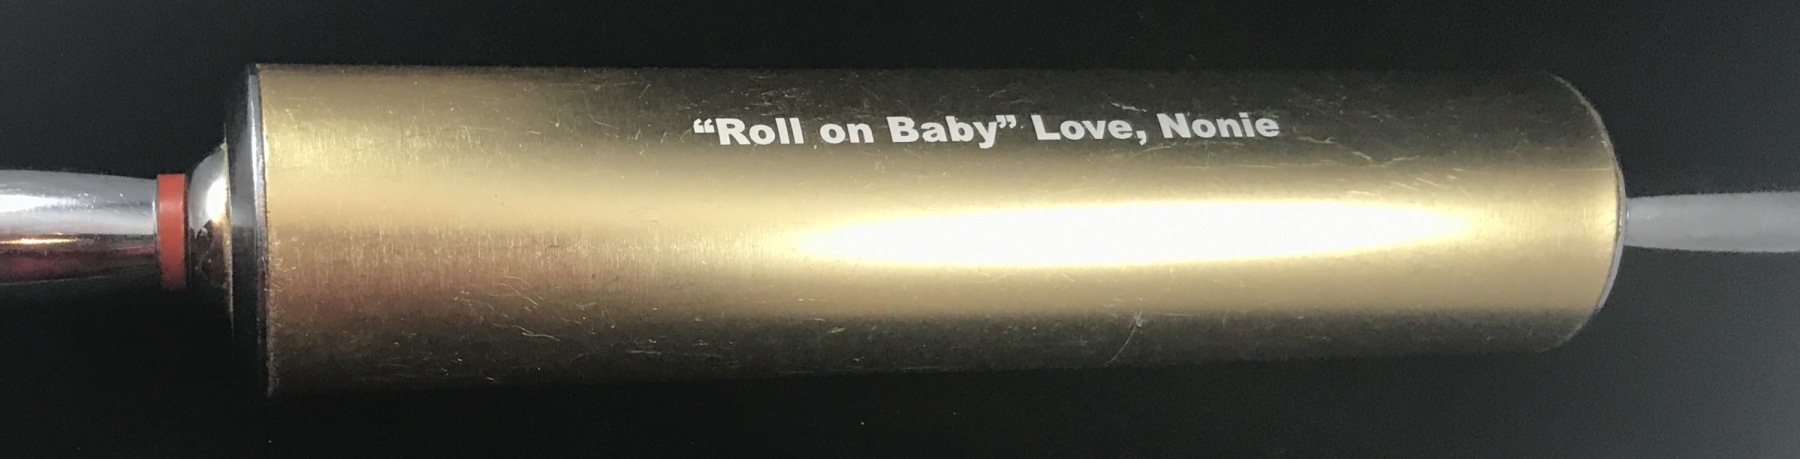 “Roll on Baby” Love, Nonie